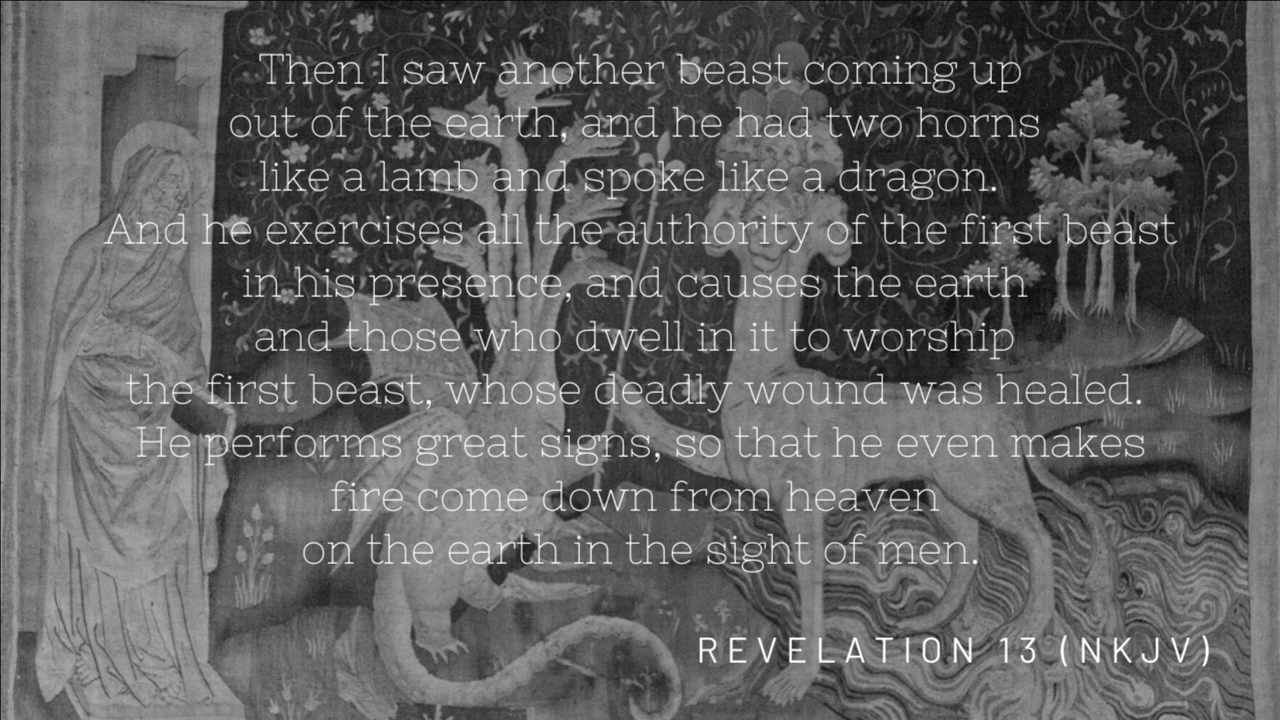 Then I saw another beast coming up
out of the earth, and he had two horns
like a lamb and spoke like a dragon.
And he exercises all the authority of the first beast
in his presence, and causes the earth
and those who dwell in it to worship
the first beast, whose deadly wound was healed.
He performs great signs, so that he even makes
fire come down from heaven
on the earth in the sight of men.
REVELATION 13 (NKJV)